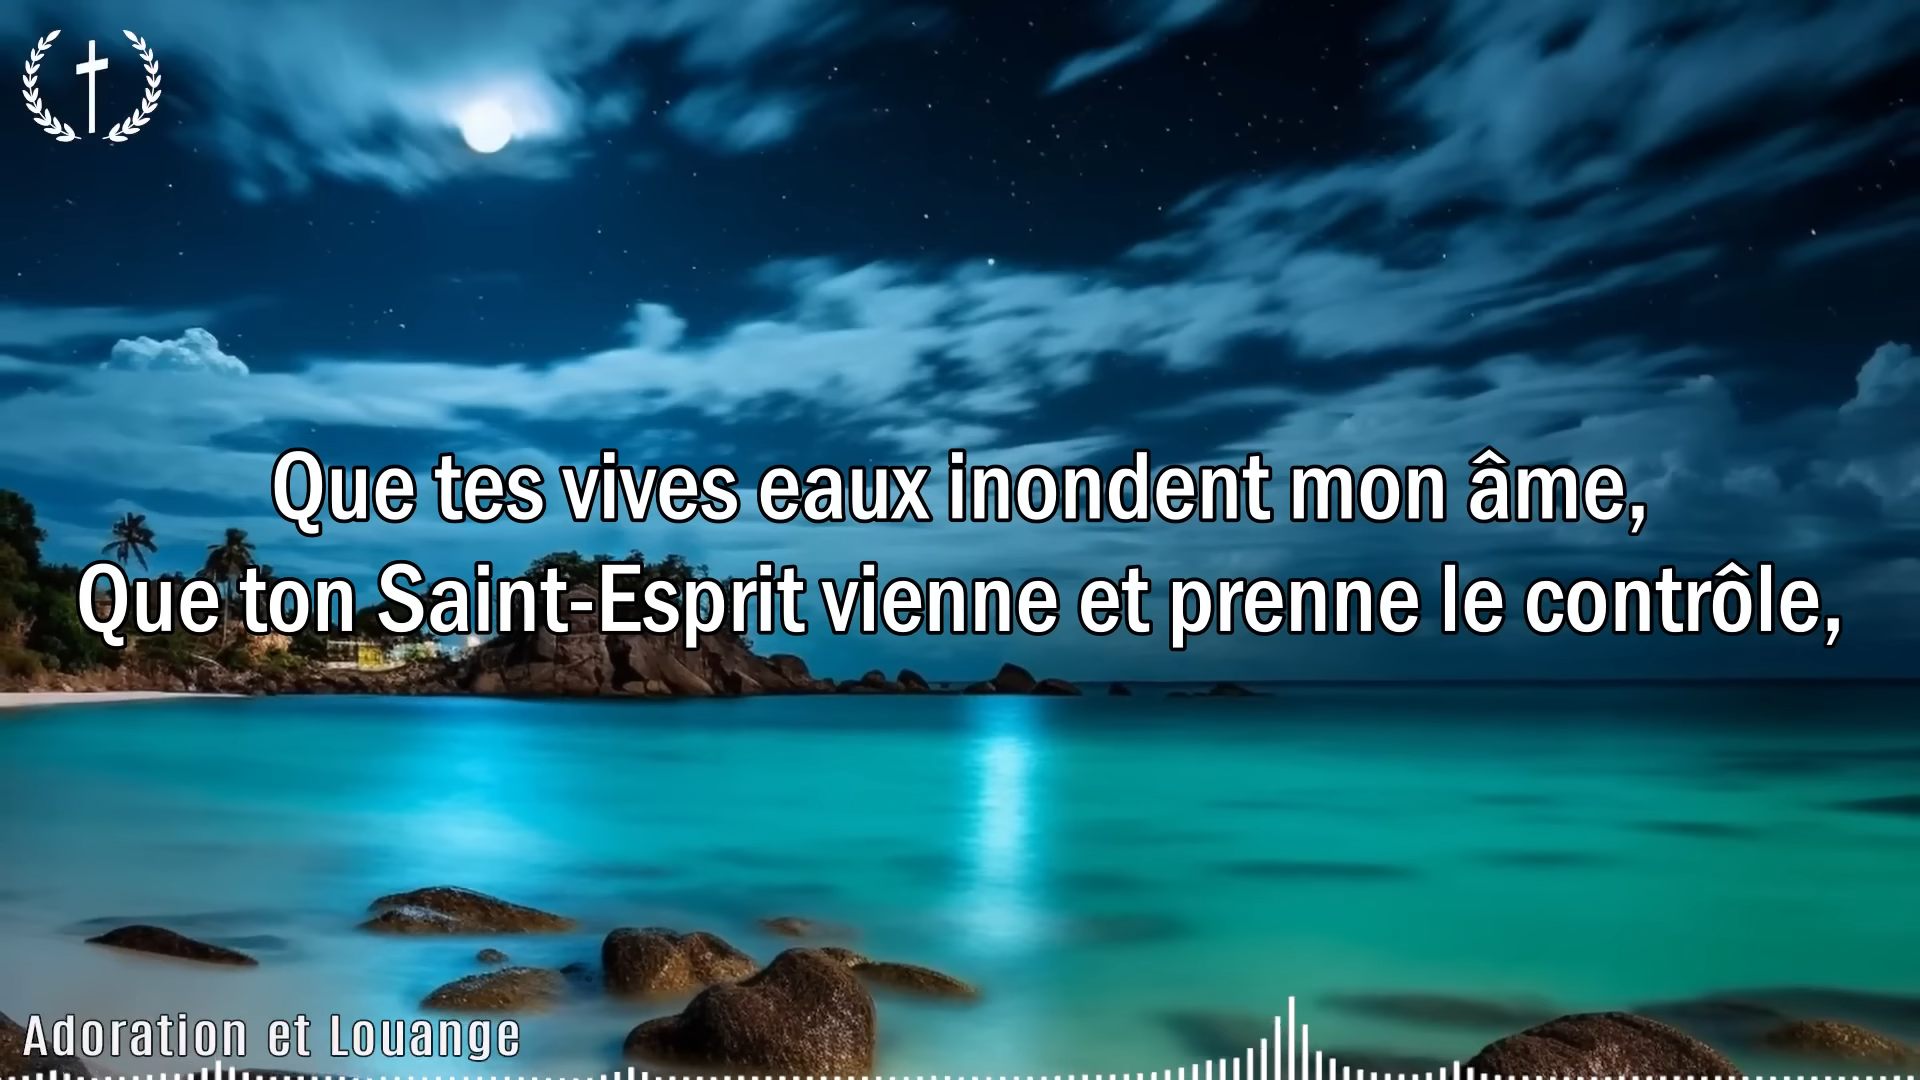 Que tes vives eaux inondent mon âme,
Que ton Saint-Esprit vienne et prenne le contrôle,
Adoration et Louange